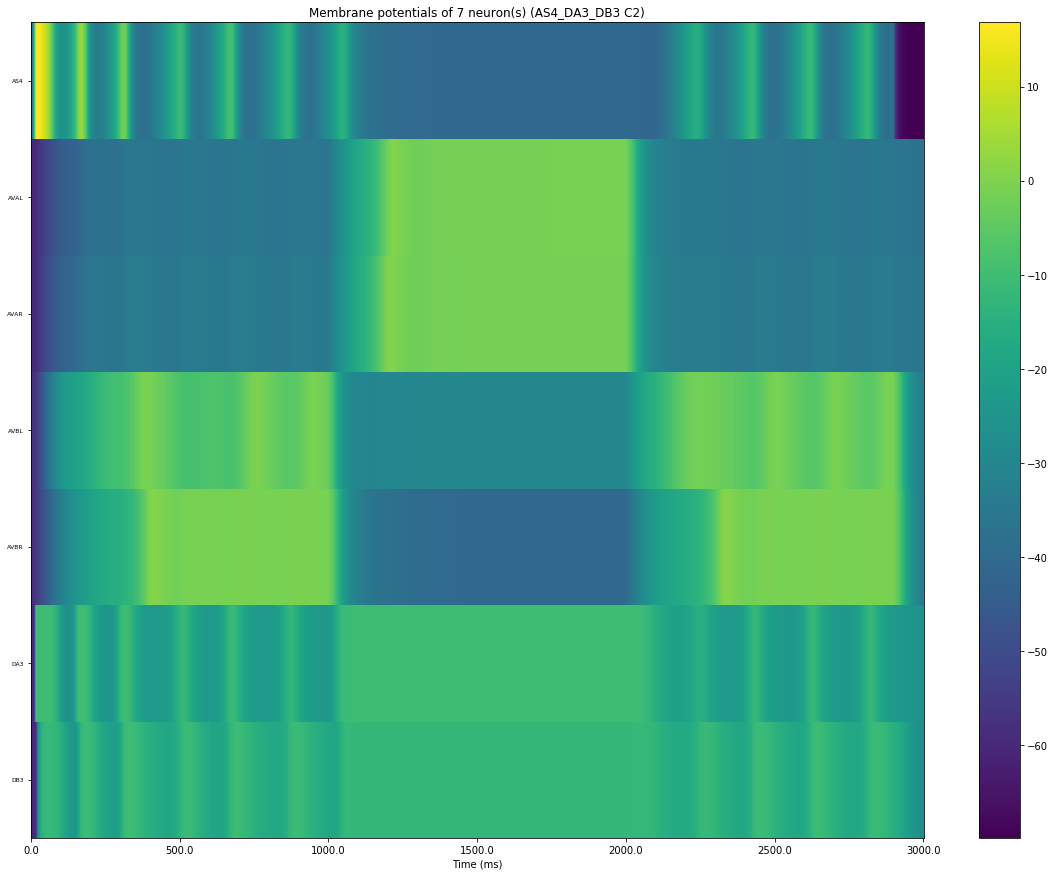 Membrane potentials of 7 neuron(s) (AS4_DA3_DB3 C2)
AS4
AVAL
AVAR
AVBL
AVBR
DA3
DB3
0.0 500.0 1000.0 1500.0 2000.0 2500.0 3000.0
Time (ms)
10
0
−10
−20
−30
−40
−50
−60